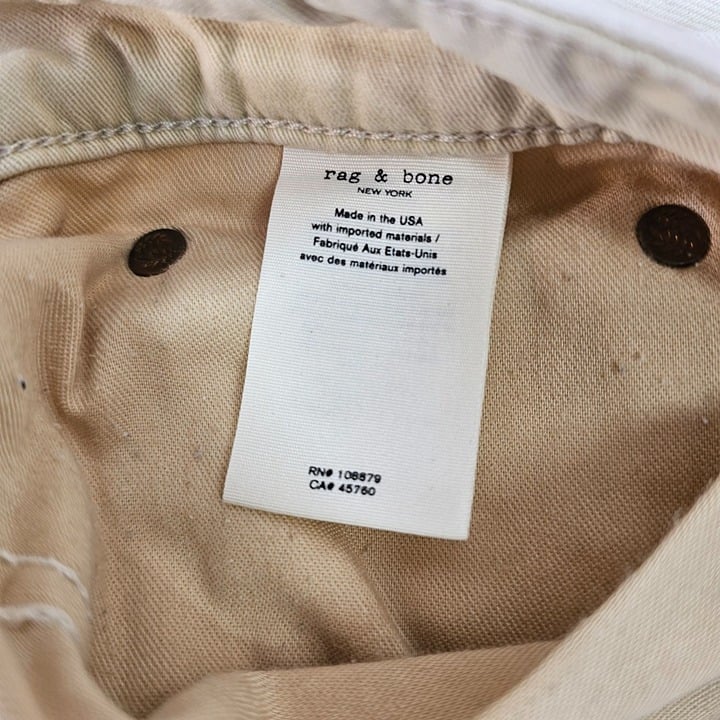 rag & bone
NEW YORK
Made in the USA
with imported materials /
Fabriqué Aux Etats-Unis
avec des matériaux importés
RN# 108879
CA# 45760